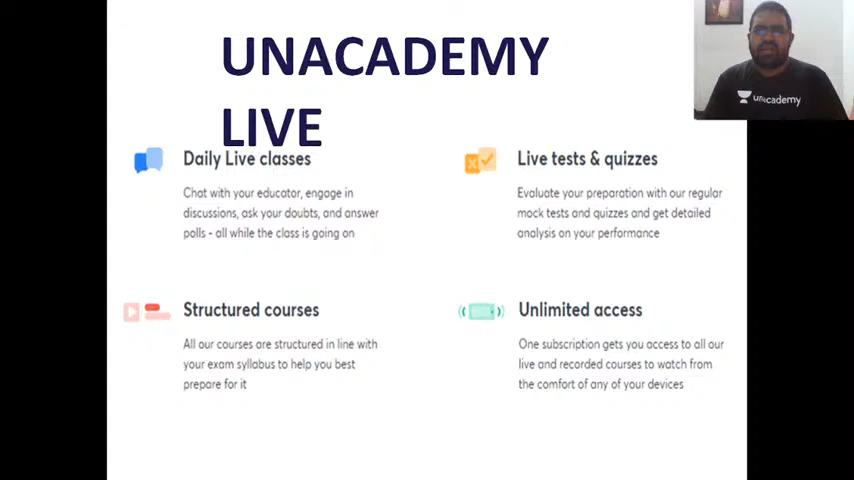 UNACADEMY
LIVE
Daily Live classes
Chat with your educator, engage in
discussions, ask your doubts, and answer
polls - all while the class is going on
Live tests & quizzes
Evaluate your preparation with our regular
mock tests and quizzes and get detailed
analysis on your performance
Structured courses
All our courses are structured in line with
your exam syllabus to help you best
prepare for it
Unlimited access
One subscription gets you access to all our
live and recorded courses to watch from
the comfort of any of your devices
unacademy